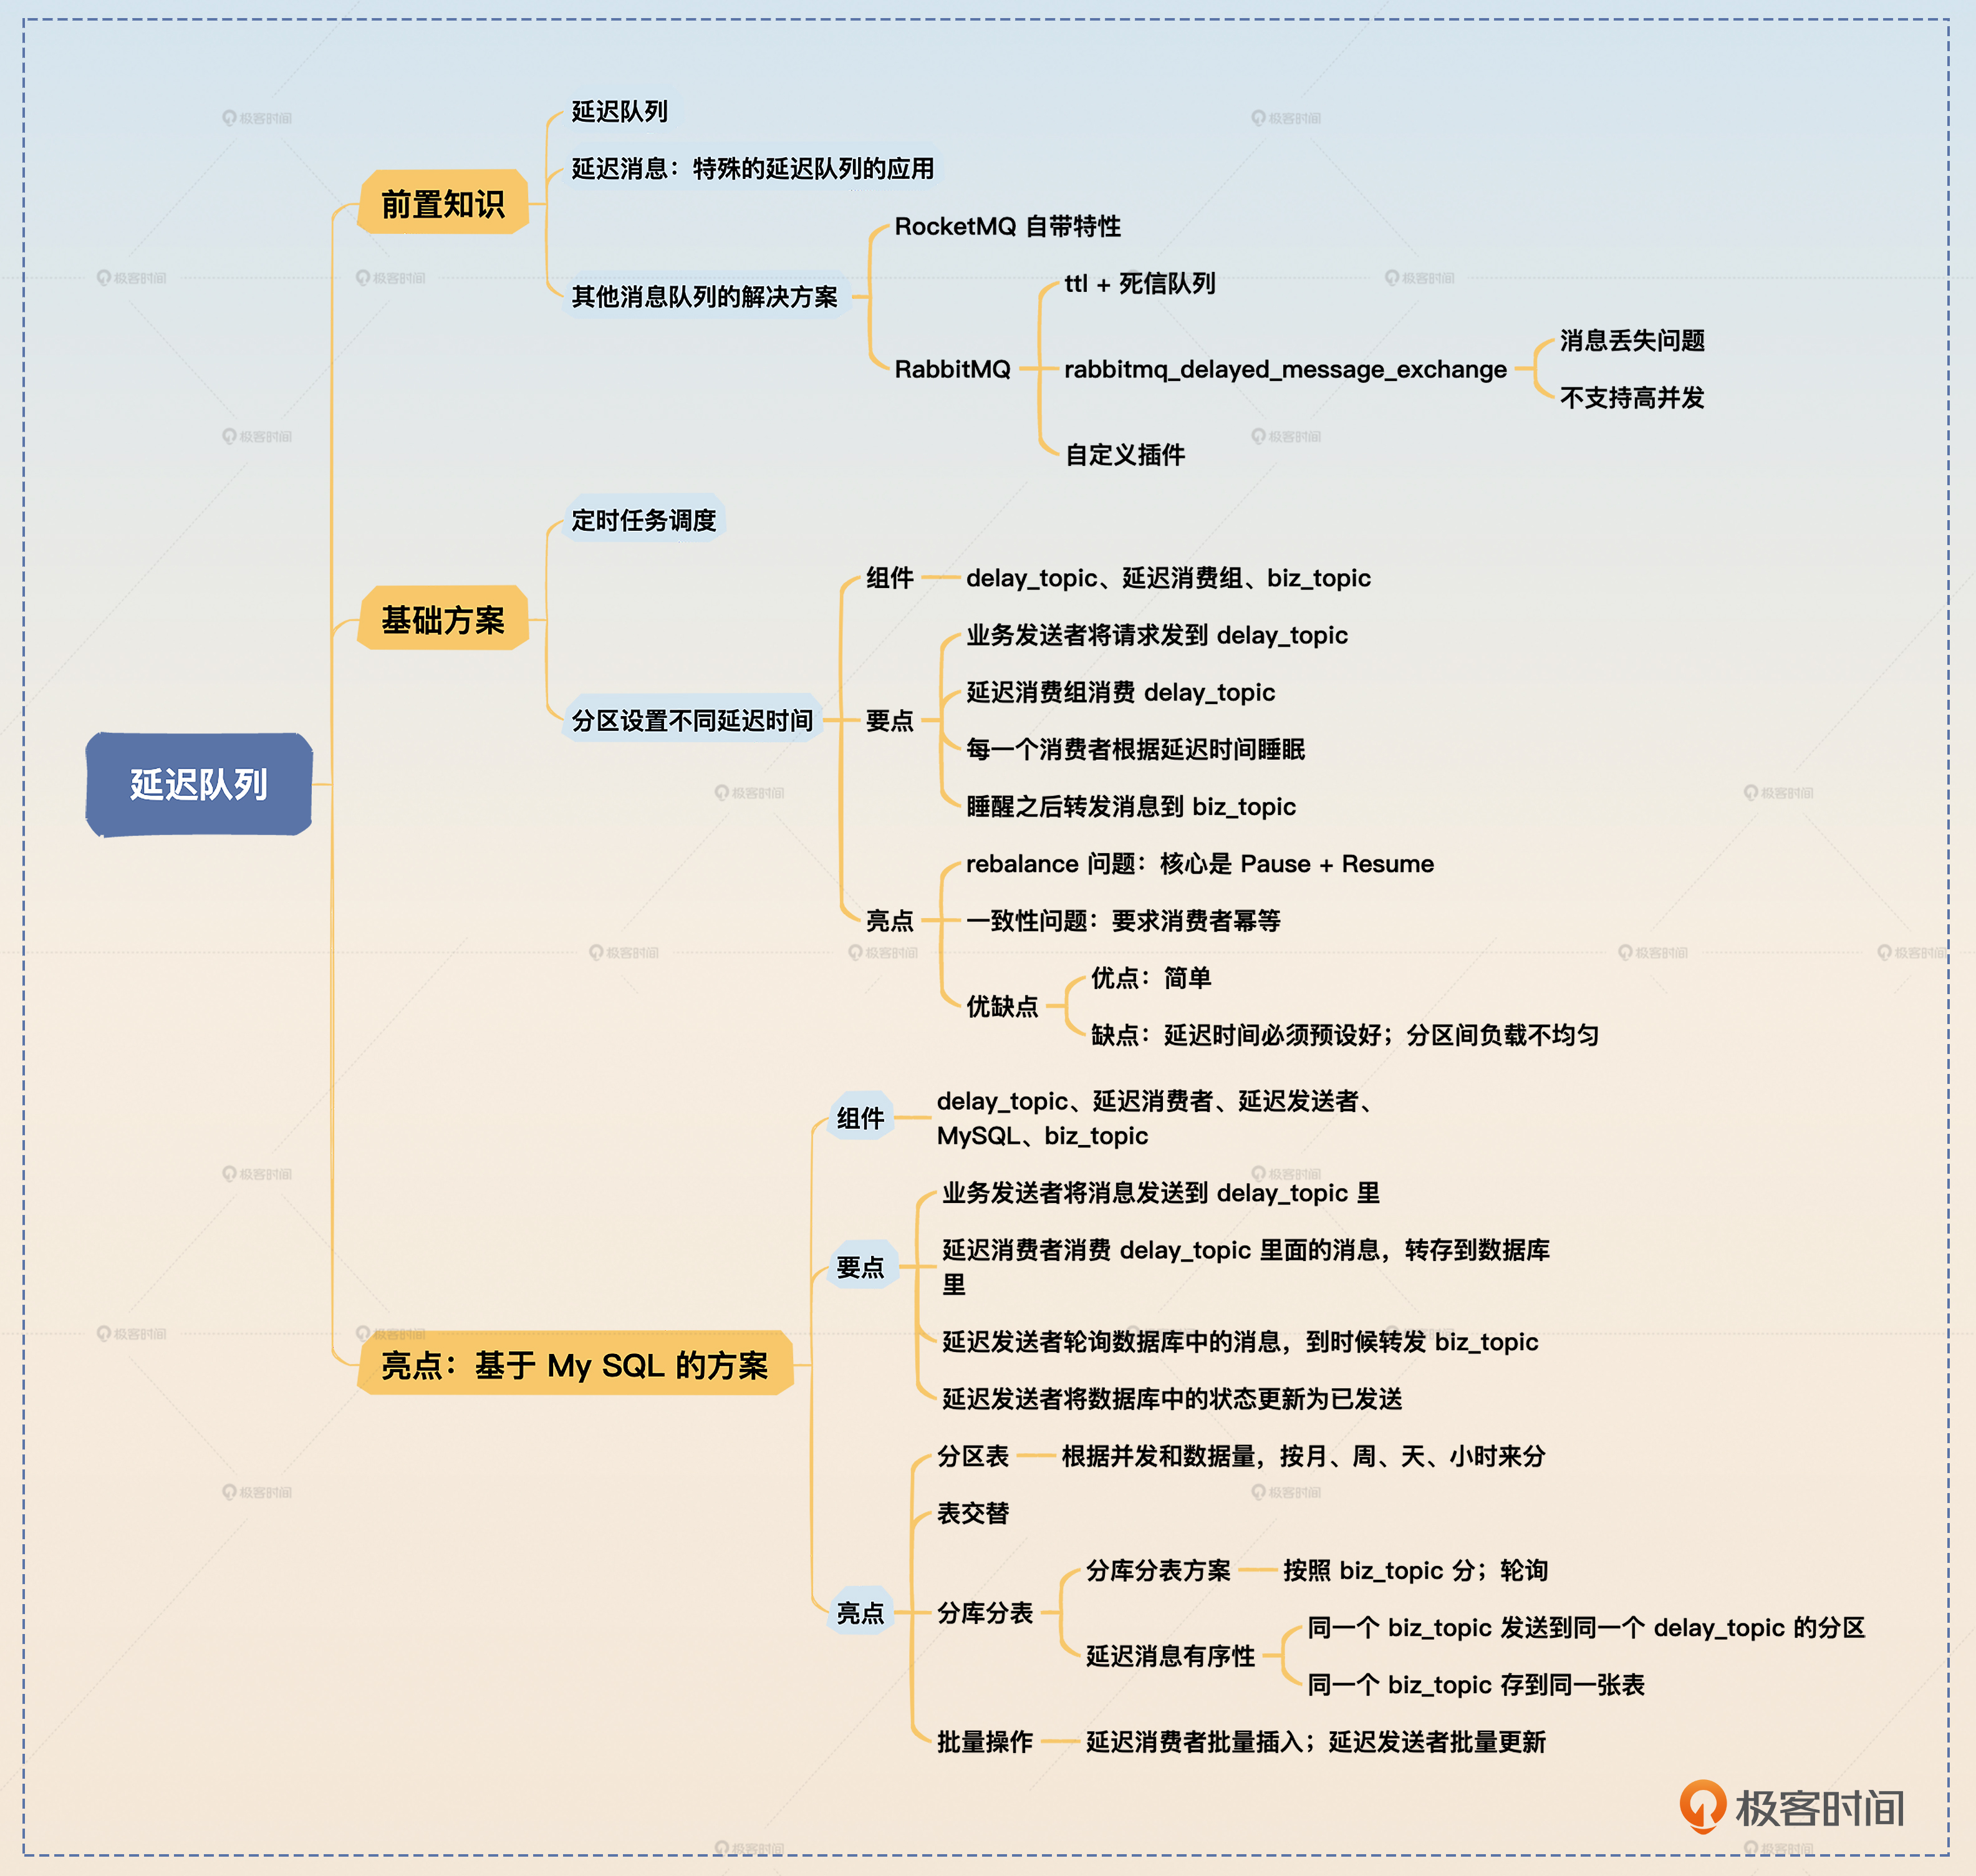 延迟队列
前置知识
延迟队列
延迟消息：特殊的延迟队列的应用
其他消息队列的解决方案
RocketMQ 自带特性
RabbitMQ
ttl + 死信队列
rabbitmq_delayed_message_exchange
消息丢失问题
不支持高并发
自定义插件
基础方案
定时任务调度
分区设置不同延迟时间
组件
delay_topic、延迟消费组、biz_topic
要点
业务发送者将请求发到 delay_topic
延迟消费组消费 delay_topic
每一个消费者根据延迟时间睡眠
睡醒之后转发消息到 biz_topic
亮点
rebalance 问题：核心是 Pause + Resume
一致性问题：要求消费者幂等
优缺点
优点：简单
缺点：延迟时间必须预设好；分区间负载不均匀
亮点：基于 My SQL 的方案
组件
delay_topic、延迟消费者、延迟发送者、
MySQL、biz_topic
要点
业务发送者将消息发送到 delay_topic 里
延迟消费者消费 delay_topic 里面的消息，转存到数据库
里
延迟发送者轮询数据库中的消息，到时候转发 biz_topic
延迟发送者将数据库中的状态更新为已发送
亮点
分区表
根据并发和数据量，按月、周、天、小时来分
表交替
分库分表
分库分表方案
按照 biz_topic 分；轮询
延迟消息有序性
同一个 biz_topic 发送到同一个 delay_topic 的分区
同一个 biz_topic 存到同一张表
批量操作
延迟消费者批量插入；延迟发送者批量更新
极客时间